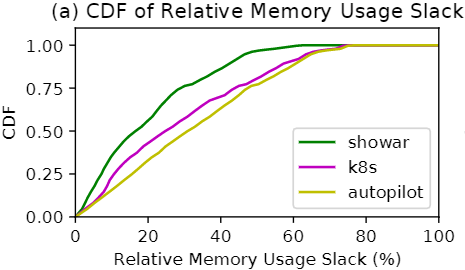 (a) CDF of Relative Memory Usage Slack
1.00
0.75
0.50
0.25
0.00
CDF
showar
k8s
autopilot
0 20 40 60 80 100
Relative Memory Usage Slack (%)